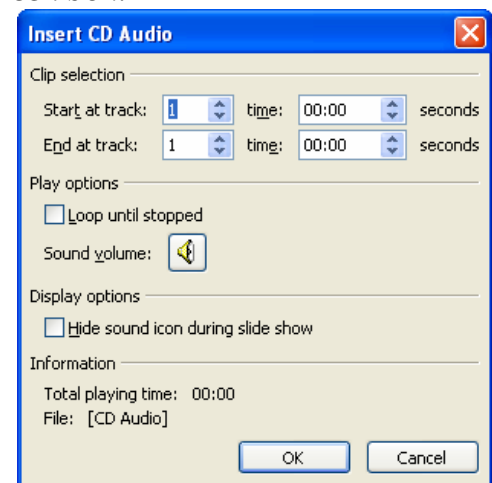 Insert CD Audio
Clip selection
Start at track: 1 time: 00:00 seconds
End at track: 1 time: 00:00 seconds
Play options
Loop until stopped
Sound volume:
Display options
Hide sound icon during slide show
Information
Total playing time: 00:00
File: [CD Audio]
OK Cancel